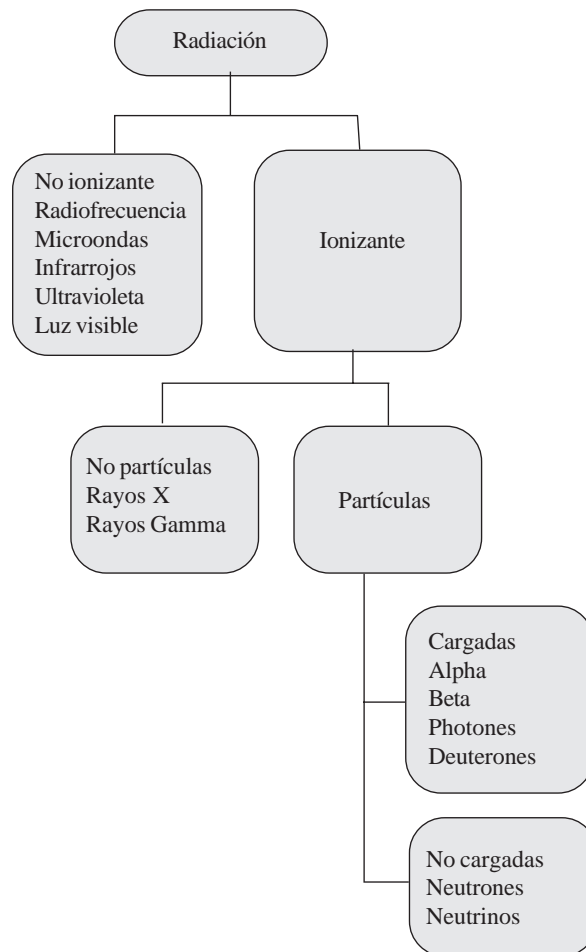 Radiación
No ionizante
Radiofrecuencia
Microondas
Infrarrojos
Ultravioleta
Luz visible
Ionizante
No partículas
Rayos X
Rayos Gamma
Partículas
Cargadas
Alpha
Beta
Photones
Deuterones
No cargadas
Neutrones
Neutrinos